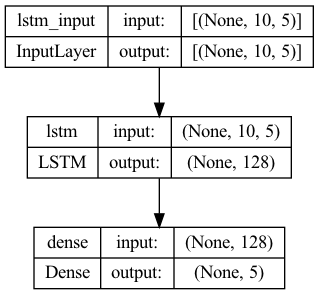 lstm_input input: [(None, 10, 5)]
InputLayer output: [(None, 10, 5)]
lstm input: (None, 10, 5)
LSTM output: (None, 128)
dense input: (None, 128)
Dense output: (None, 5)